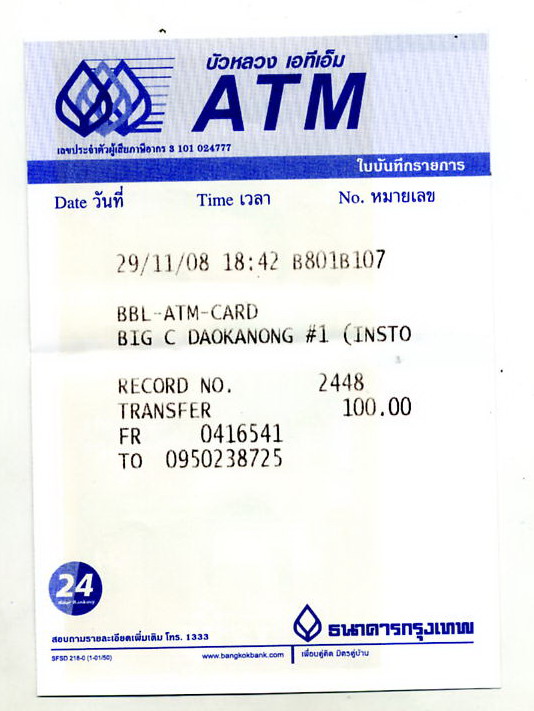 บัวหลวง เอทีเอ็ม
ATM
เลขประจำตัวผู้เสียภาษีอากร 3 101 024777
ใบบันทึกรายการ
Date วันที่ Time เวลา No. หมายเลข
29/11/08 18:42 B801B107
BBL-ATM-CARD
BIG C DAOKANONG #1 (INSTO
RECORD NO. 2448
TRANSFER 100.00
FR 0416541
TO 0950238725
24
ธนาคารกรุงเทพ
สอบถามรายละเอียดเพิ่มเติม โทร. 1333
SFSD 218-0 (1-01/50) www.bangkokbank.com เพื่อนคู่คิด มิตรคู่บ้าน